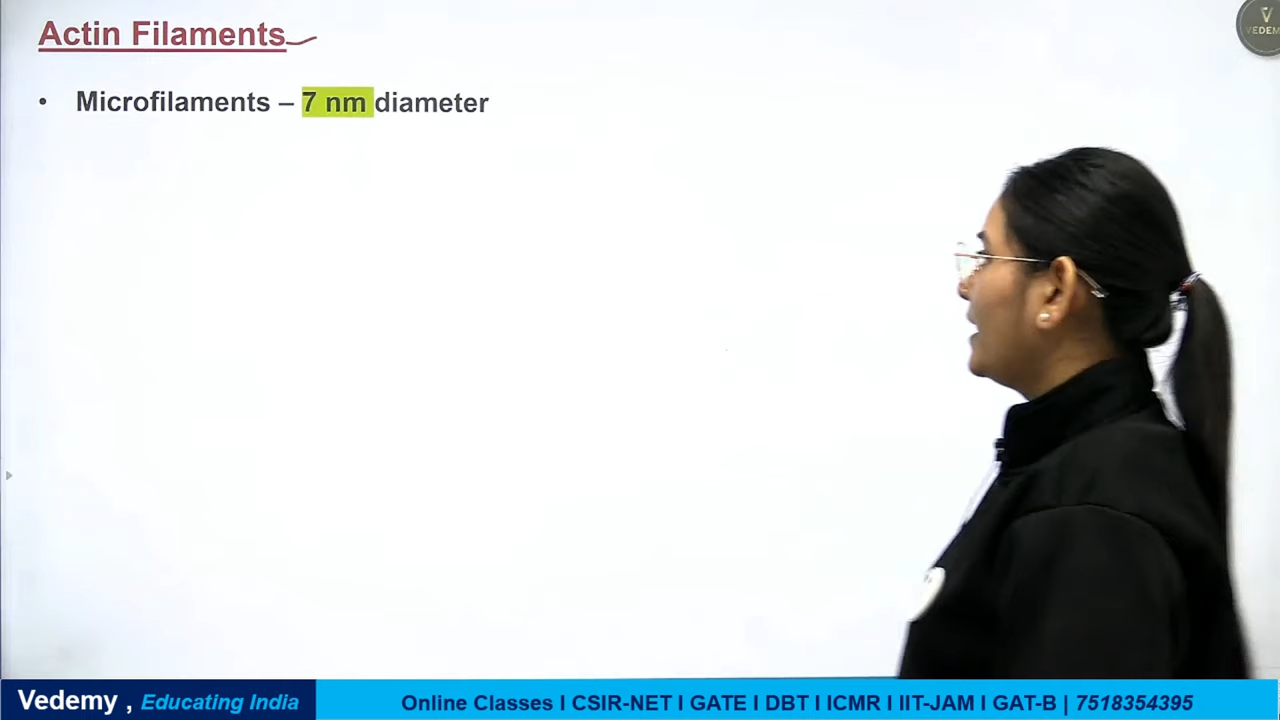 Actin Filaments
• Microfilaments – 7 nm diameter
V
VEDEM
Vedemy , Educating India
Online Classes I CSIR-NET I GATE I DBT I ICMR I IIT-JAM I GAT-B | 7518354395